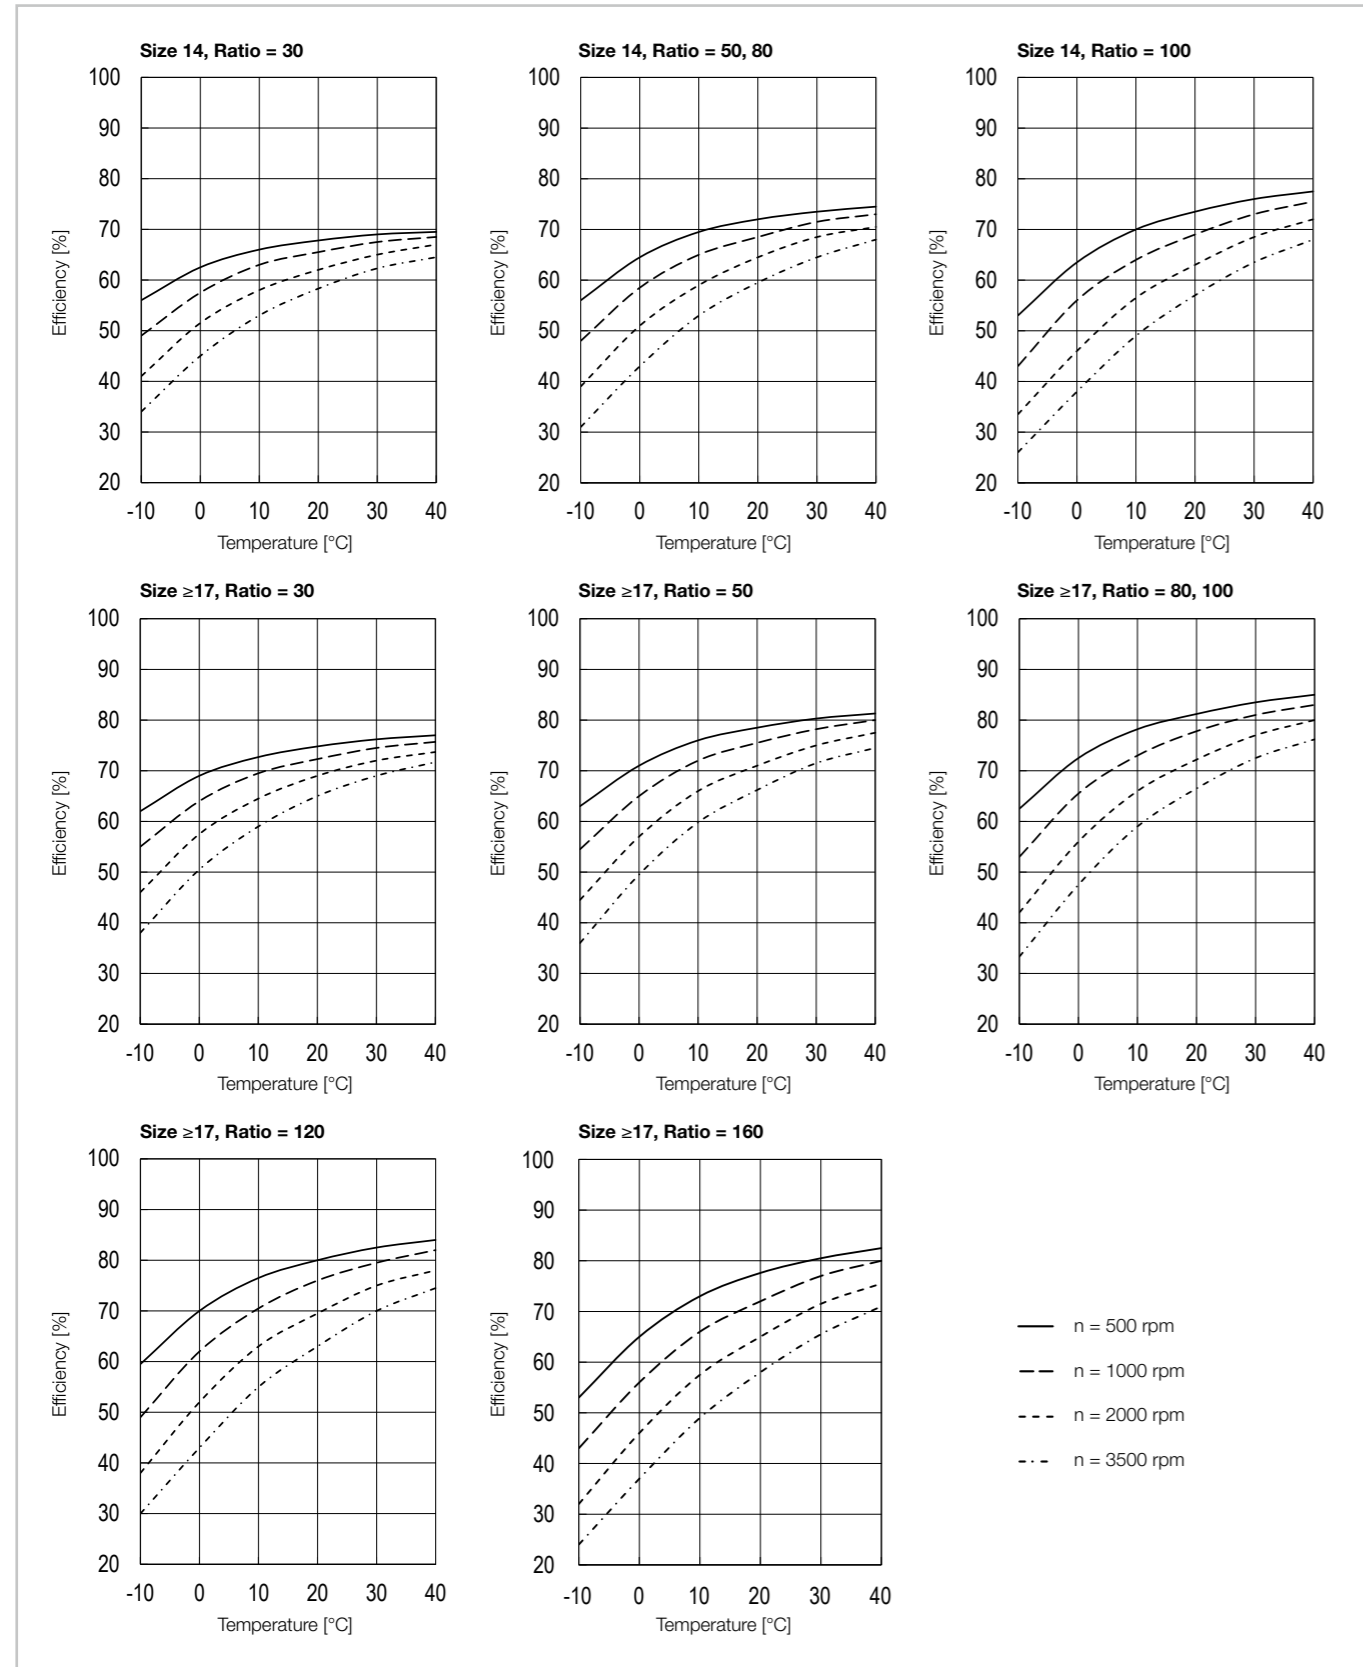 Size 14, Ratio = 30
100
90
80
70
60
50
40
30
20
Efficiency [%]
-10 0 10 20 30 40
Temperature [°C]
Size 14, Ratio = 50, 80
100
90
80
70
60
50
40
30
20
Efficiency [%]
-10 0 10 20 30 40
Temperature [°C]
Size 14, Ratio = 100
100
90
80
70
60
50
40
30
20
Efficiency [%]
-10 0 10 20 30 40
Temperature [°C]
Size ≥17, Ratio = 30
100
90
80
70
60
50
40
30
20
Efficiency [%]
-10 0 10 20 30 40
Temperature [°C]
Size ≥17, Ratio = 50
100
90
80
70
60
50
40
30
20
Efficiency [%]
-10 0 10 20 30 40
Temperature [°C]
Size ≥17, Ratio = 80, 100
100
90
80
70
60
50
40
30
20
Efficiency [%]
-10 0 10 20 30 40
Temperature [°C]
Size ≥17, Ratio = 120
100
90
80
70
60
50
40
30
20
Efficiency [%]
-10 0 10 20 30 40
Temperature [°C]
Size ≥17, Ratio = 160
100
90
80
70
60
50
40
30
20
Efficiency [%]
-10 0 10 20 30 40
Temperature [°C]
n = 500 rpm
n = 1000 rpm
n = 2000 rpm
n = 3500 rpm